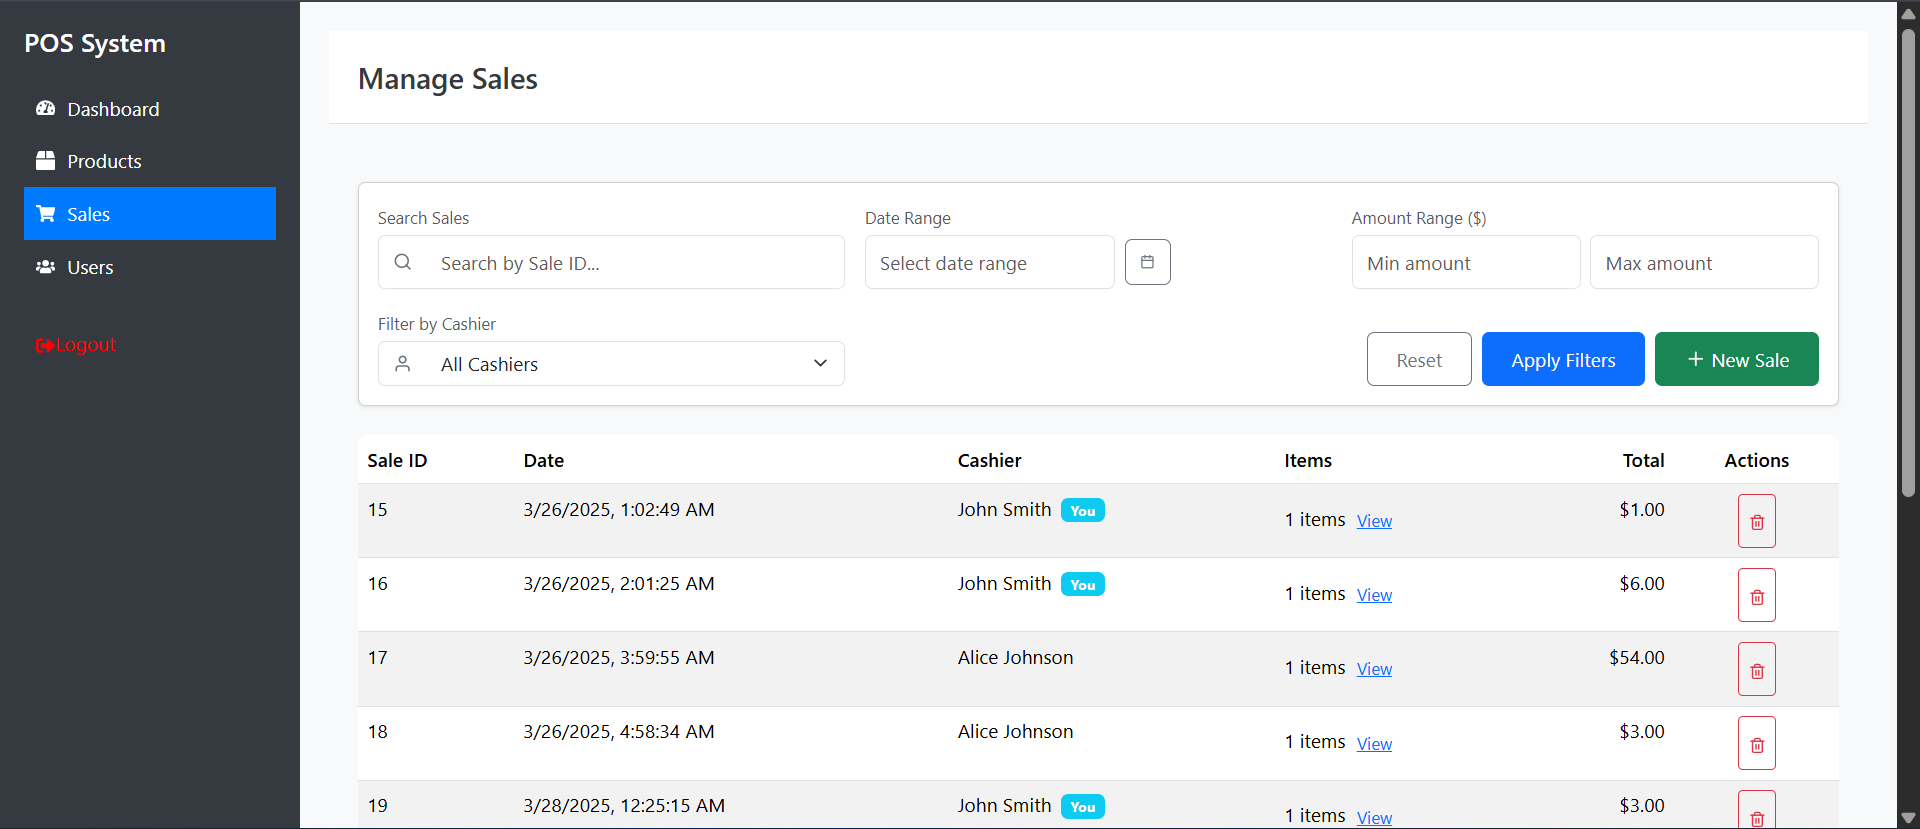 POS System
Dashboard
Products
Sales
Users
Logout
Manage Sales
Search Sales
Search by Sale ID...
Date Range
Select date range
Amount Range ($)
Min amount
Max amount
Filter by Cashier
All Cashiers
Reset
Apply Filters
New Sale
Sale ID Date Cashier Items Total Actions
15 3/26/2025, 1:02:49 AM John Smith You 1 items View $1.00
16 3/26/2025, 2:01:25 AM John Smith You 1 items View $6.00
17 3/26/2025, 3:59:55 AM Alice Johnson 1 items View $54.00
18 3/26/2025, 4:58:34 AM Alice Johnson 1 items View $3.00
19 3/28/2025, 12:25:15 AM John Smith You 1 items View $3.00